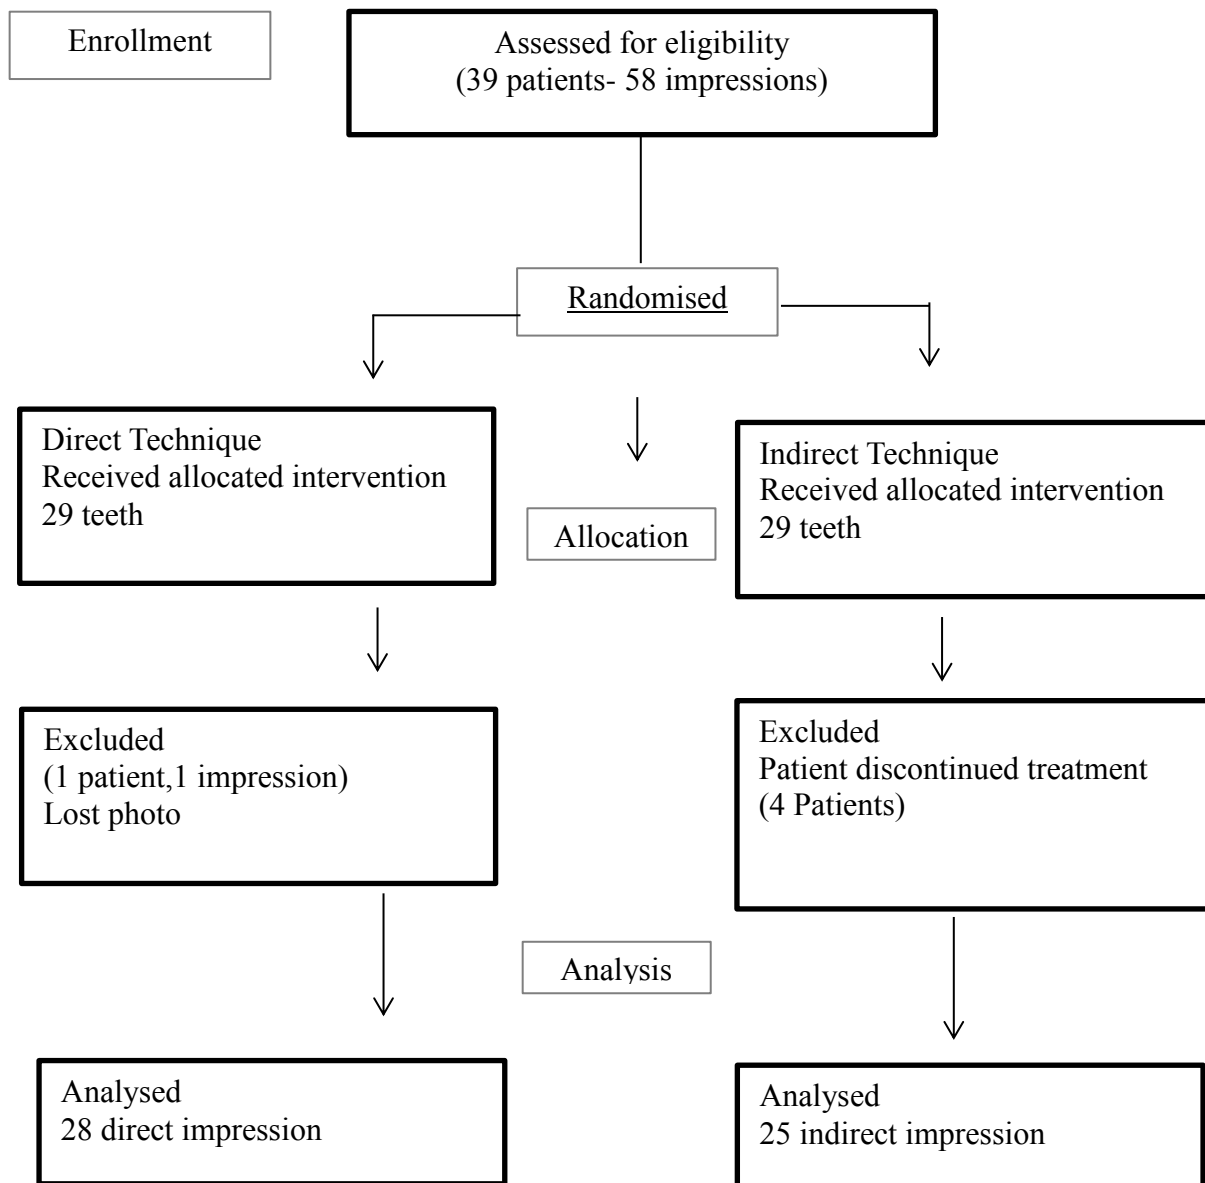 Enrollment
Assessed for eligibility
(39 patients- 58 impressions)
Randomised
Direct Technique
Received allocated intervention
29 teeth
Indirect Technique
Received allocated intervention
29 teeth
Allocation
Excluded
(1 patient,1 impression)
Lost photo
Excluded
Patient discontinued treatment
(4 Patients)
Analysis
Analysed
28 direct impression
Analysed
25 indirect impression